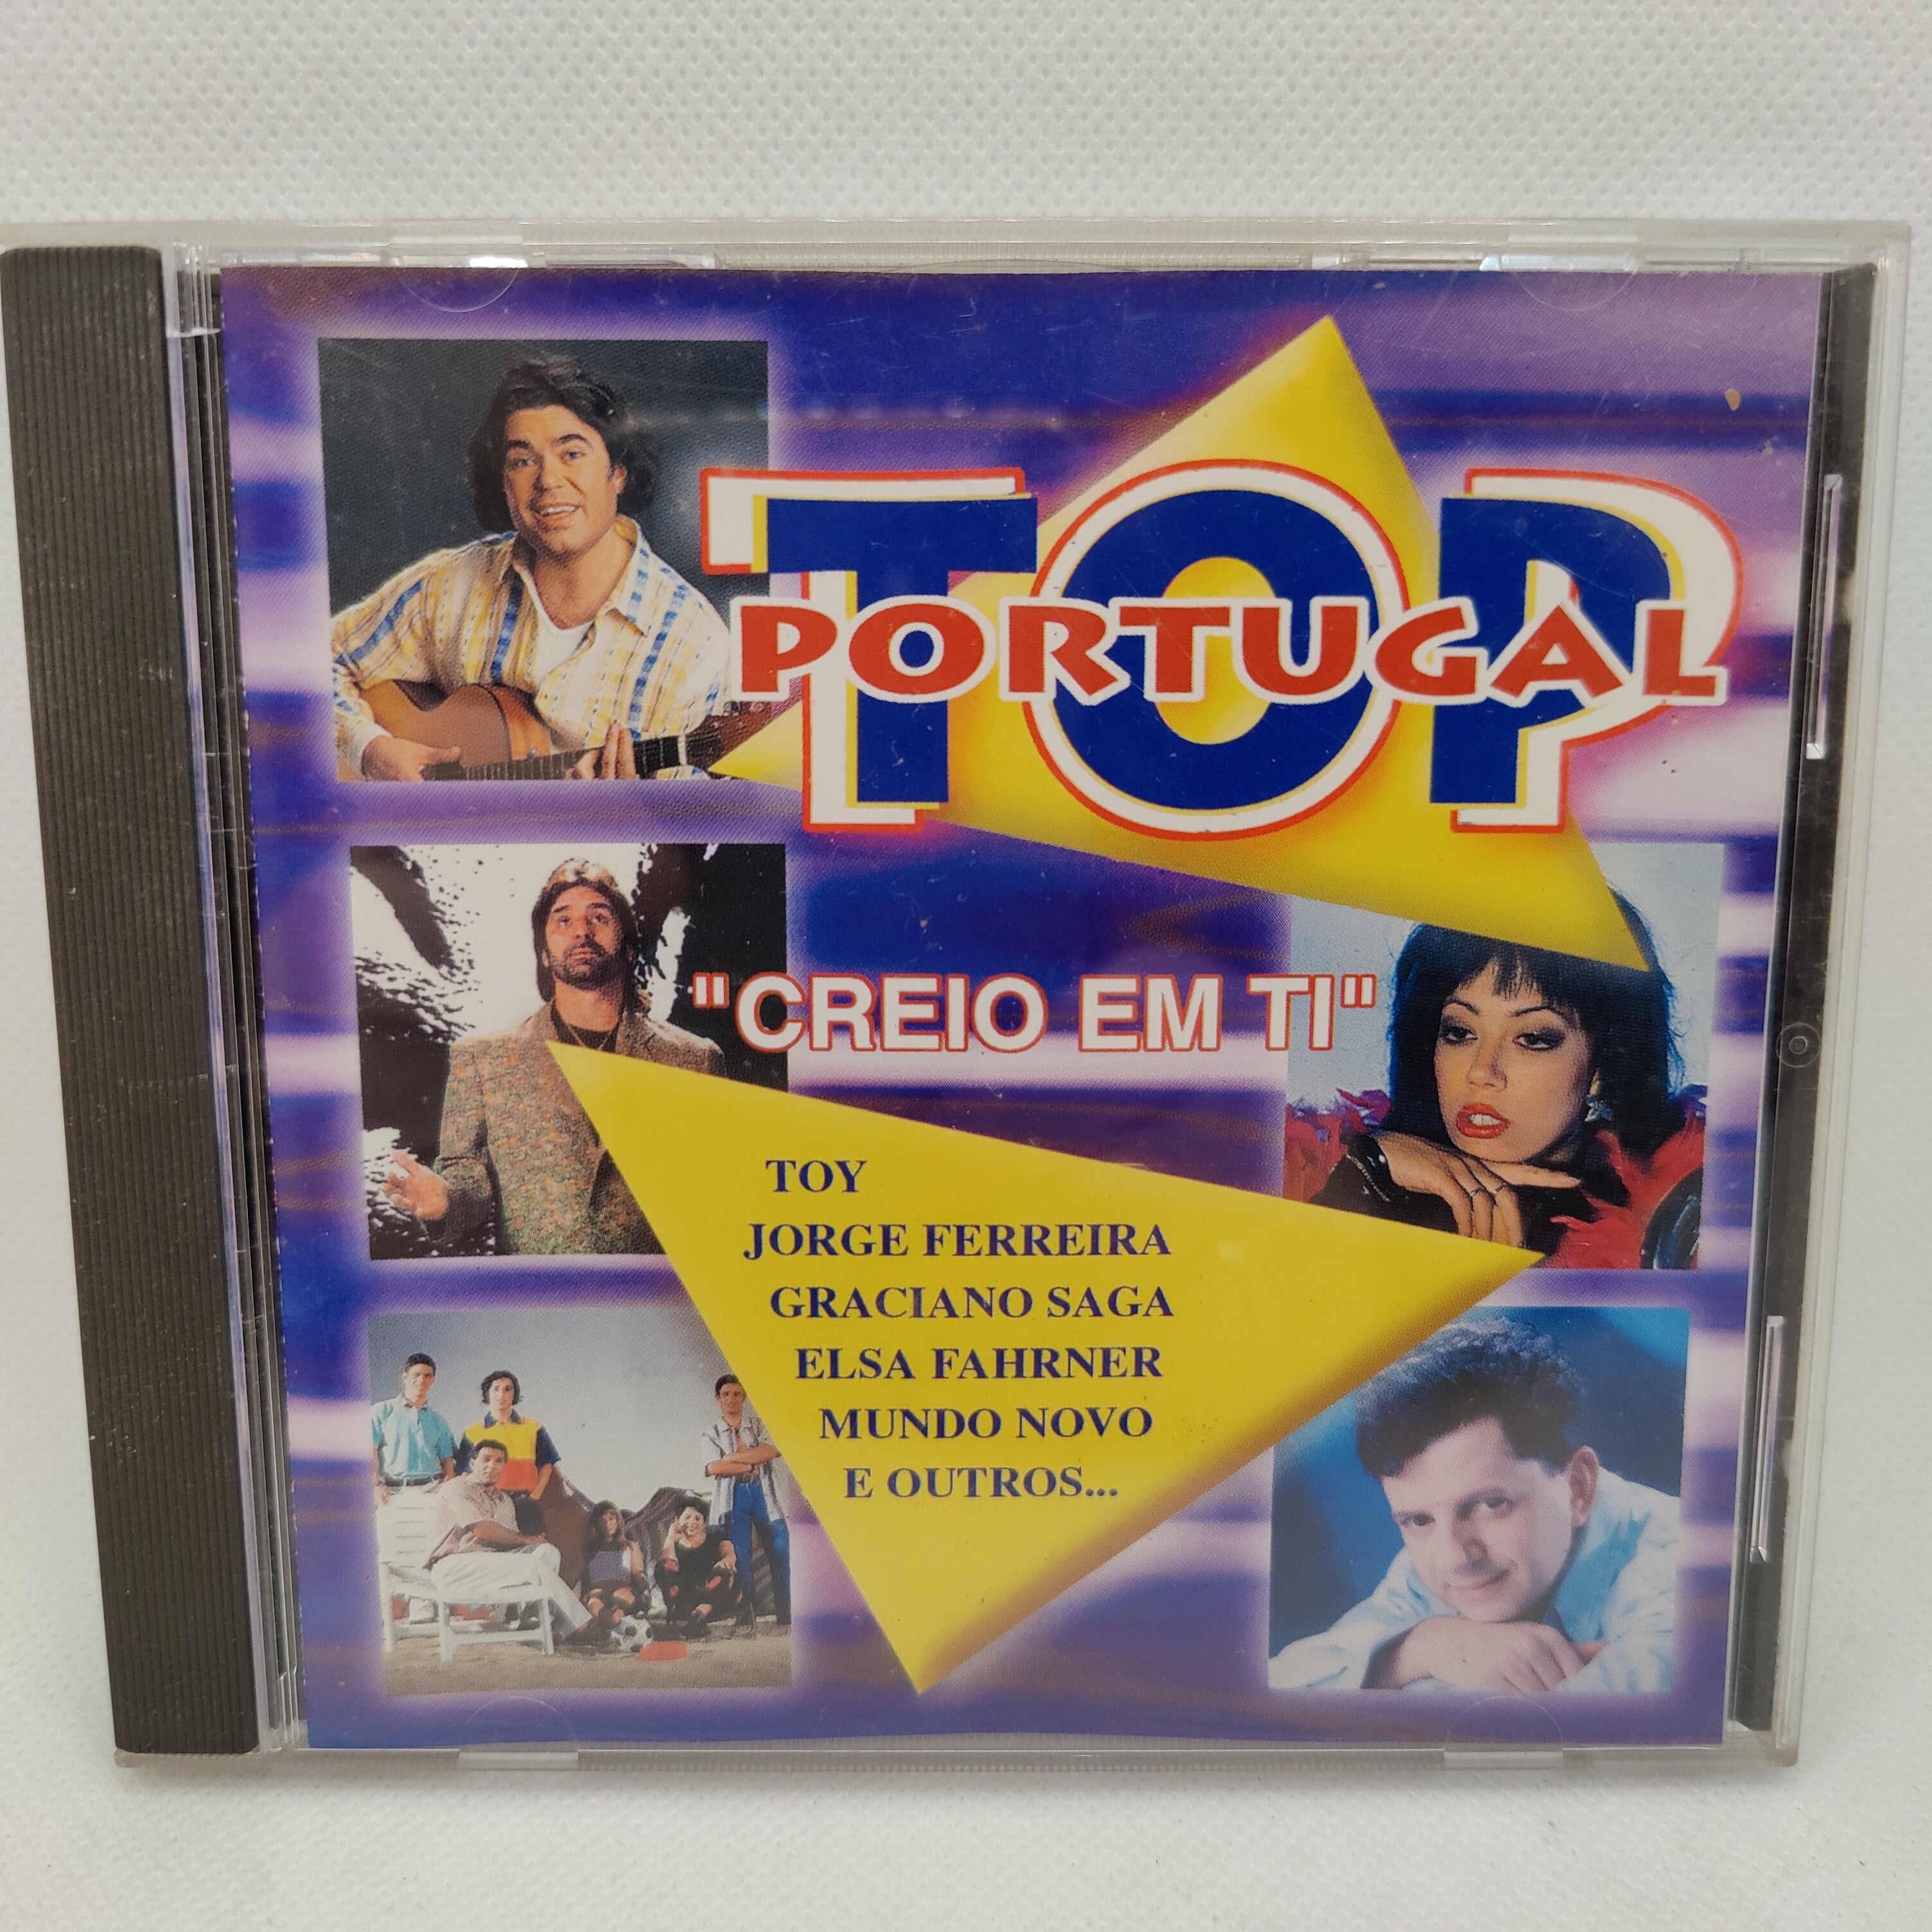 TOP
PORTUGAL
"CREIO EM TI"
TOY
JORGE FERREIRA
GRACIANO SAGA
ELSA FAHRNER
MUNDO NOVO
E OUTROS...